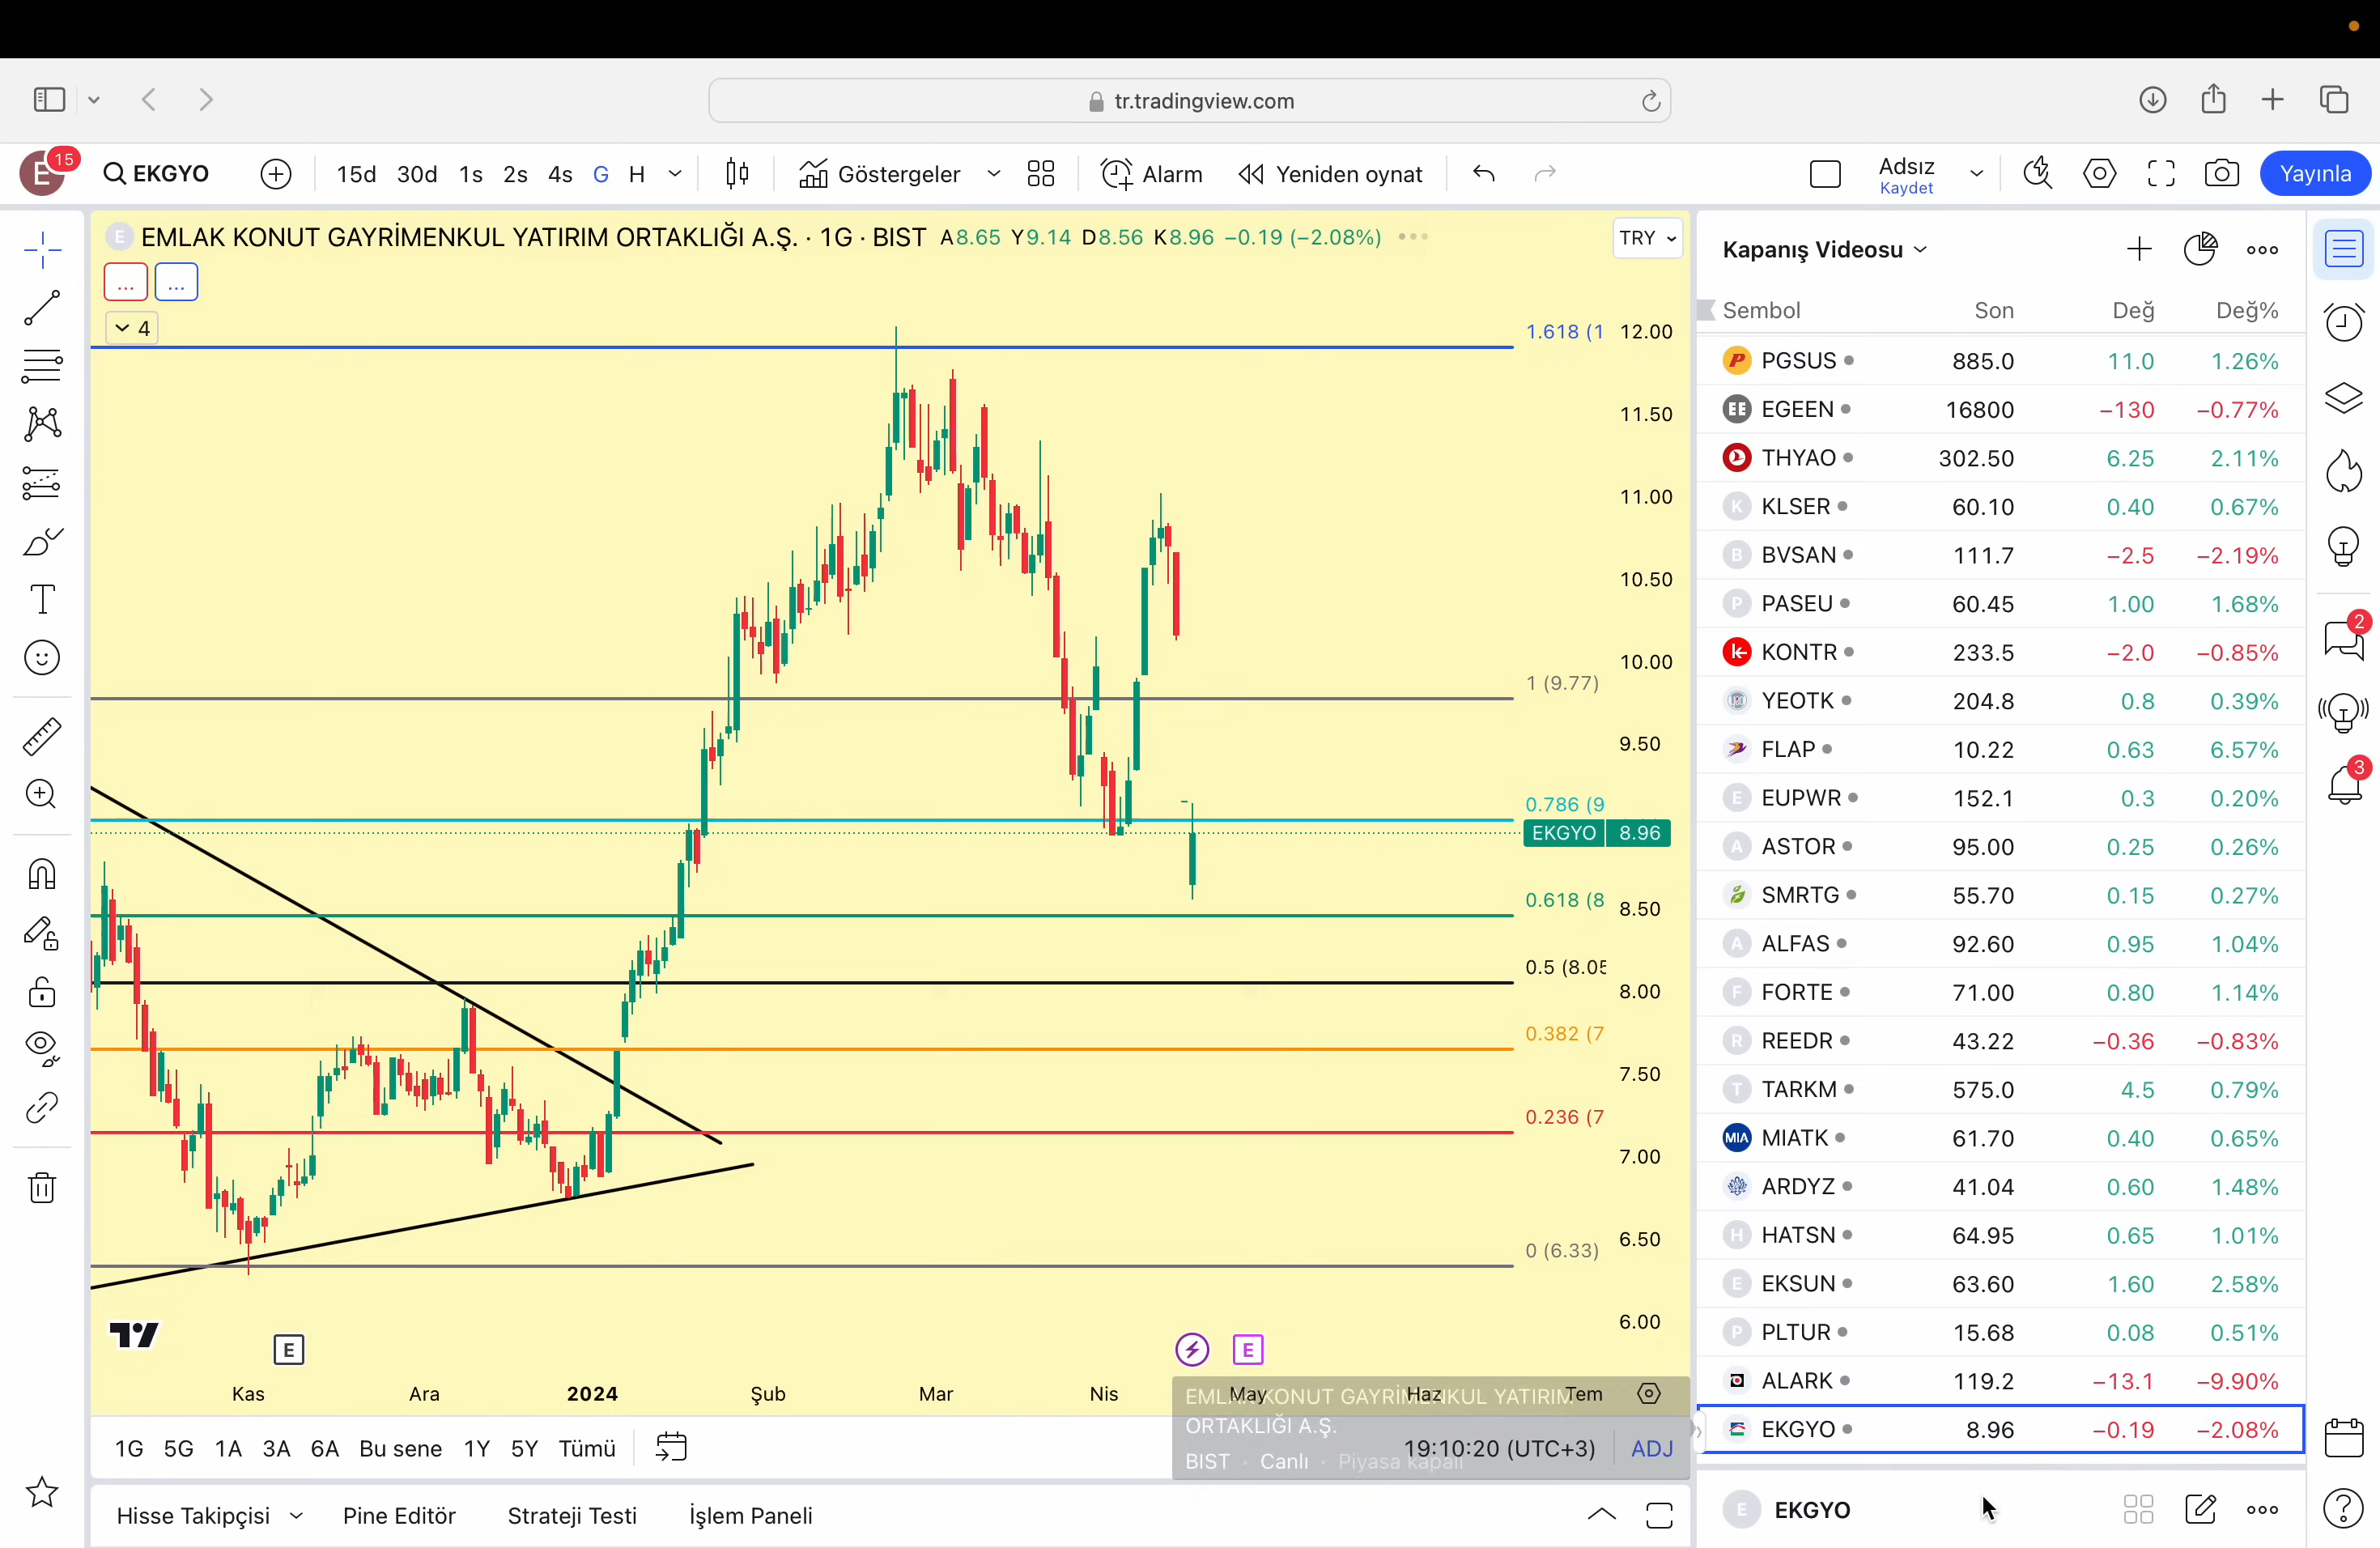 tr.tradingview.com
E 15 EKGYO 15d 30d 1s 2s 4s G H Göstergeler Alarm Yeniden oynat Adsız Kaydet Yayınla
E EMLAK KONUT GAYRİMENKUL YATIRIM ORTAKLIĞI A.Ş. · 1G · BIST A8.65 Y9.14 D8.56 K8.96 −0.19 (−2.08%)
TRY
... ...
4
1.618 (1
12.00
11.50
11.00
10.50
10.00
1 (9.77)
9.50
0.786 (9
EKGYO 8.96
0.618 (8
8.50
0.5 (8.05
8.00
0.382 (7
7.50
0.236 (7
7.00
0 (6.33)
6.50
6.00
E E
Kas Ara 2024 Şub Mar Nis May Haz Tem
EMLAK KONUT GAYRİMENKUL YATIRIM
ORTAKLIĞI A.Ş.
BIST · Canlı · Piyasa kapalı
1G 5G 1A 3A 6A Bu sene 1Y 5Y Tümü 19:10:20 (UTC+3) ADJ
Hisse Takipçisi Pine Editör Strateji Testi İşlem Paneli
Kapanış Videosu
Sembol Son Değ Değ%
PGSUS 885.0 11.0 1.26%
EE EGEEN 16800 −130 −0.77%
THYAO 302.50 6.25 2.11%
K KLSER 60.10 0.40 0.67%
B BVSAN 111.7 −2.5 −2.19%
P PASEU 60.45 1.00 1.68%
KONTR 233.5 −2.0 −0.85%
YEOTK 204.8 0.8 0.39%
FLAP 10.22 0.63 6.57%
E EUPWR 152.1 0.3 0.20%
A ASTOR 95.00 0.25 0.26%
SMRTG 55.70 0.15 0.27%
A ALFAS 92.60 0.95 1.04%
F FORTE 71.00 0.80 1.14%
R REEDR 43.22 −0.36 −0.83%
T TARKM 575.0 4.5 0.79%
MIA MIATK 61.70 0.40 0.65%
ARDYZ 41.04 0.60 1.48%
H HATSN 64.95 0.65 1.01%
E EKSUN 63.60 1.60 2.58%
P PLTUR 15.68 0.08 0.51%
ALARK 119.2 −13.1 −9.90%
EKGYO 8.96 −0.19 −2.08%
E EKGYO
2
3